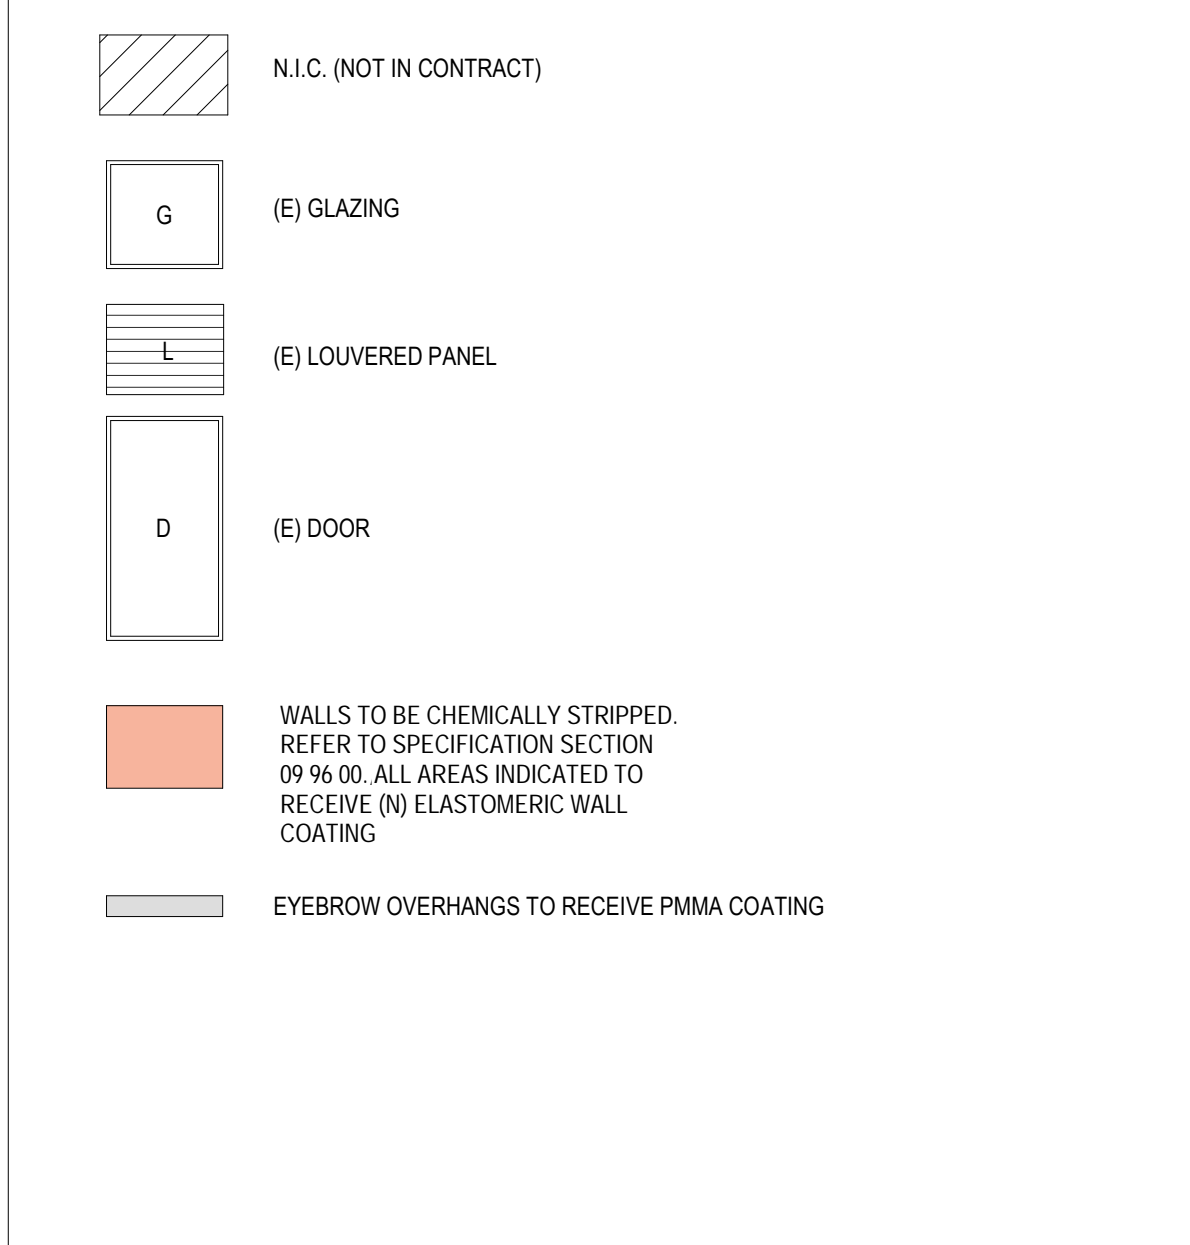 N.I.C. (NOT IN CONTRACT)
G
(E) GLAZING
L
(E) LOUVERED PANEL
D
(E) DOOR
WALLS TO BE CHEMICALLY STRIPPED.
REFER TO SPECIFICATION SECTION
09 96 00. ALL AREAS INDICATED TO
RECEIVE (N) ELASTOMERIC WALL
COATING
EYEBROW OVERHANGS TO RECEIVE PMMA COATING